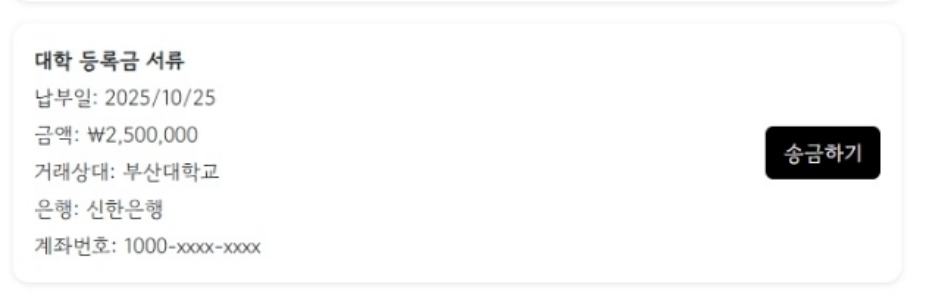 대학 등록금 서류
납부일: 2025/10/25
금액: ₩2,500,000
거래상대: 부산대학교
은행: 신한은행
계좌번호: 1000-xxxx-xxxx
송금하기